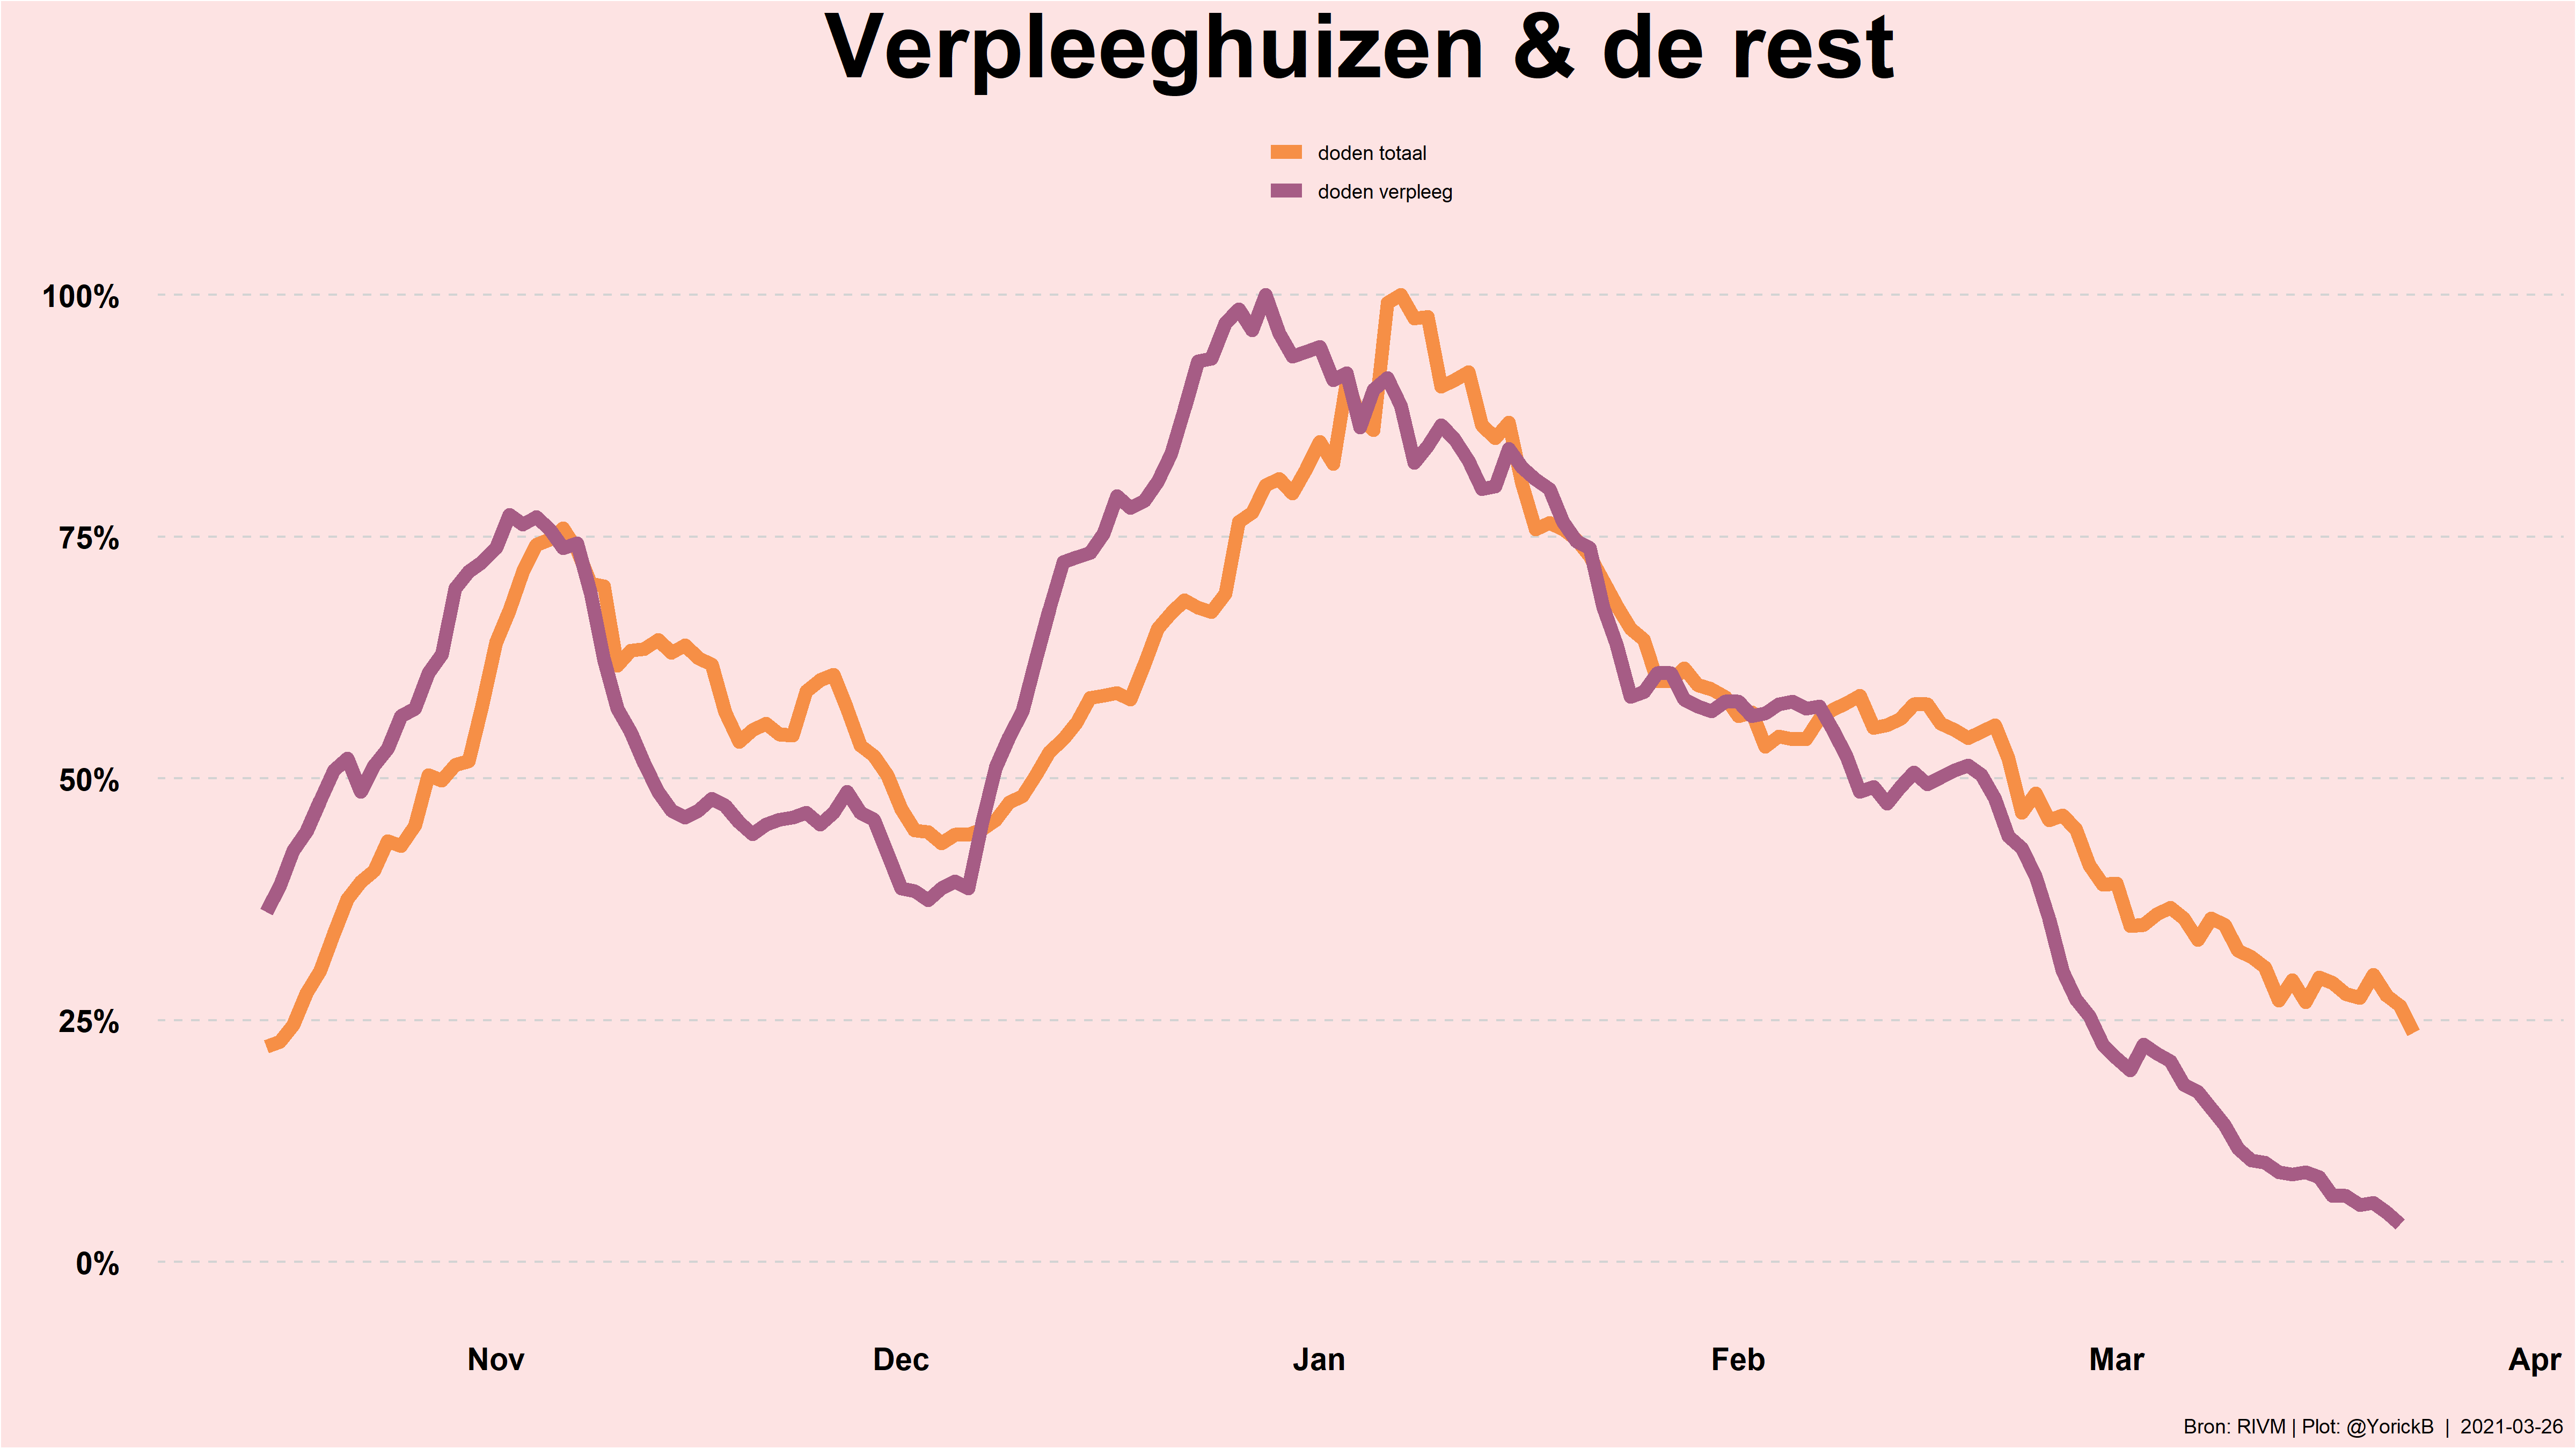 Verpleeghuizen & de rest
doden totaal
doden verpleeg
100%
75%
50%
25%
0%
Nov Dec Jan Feb Mar Apr
Bron: RIVM | Plot: @YorickB | 2021-03-26